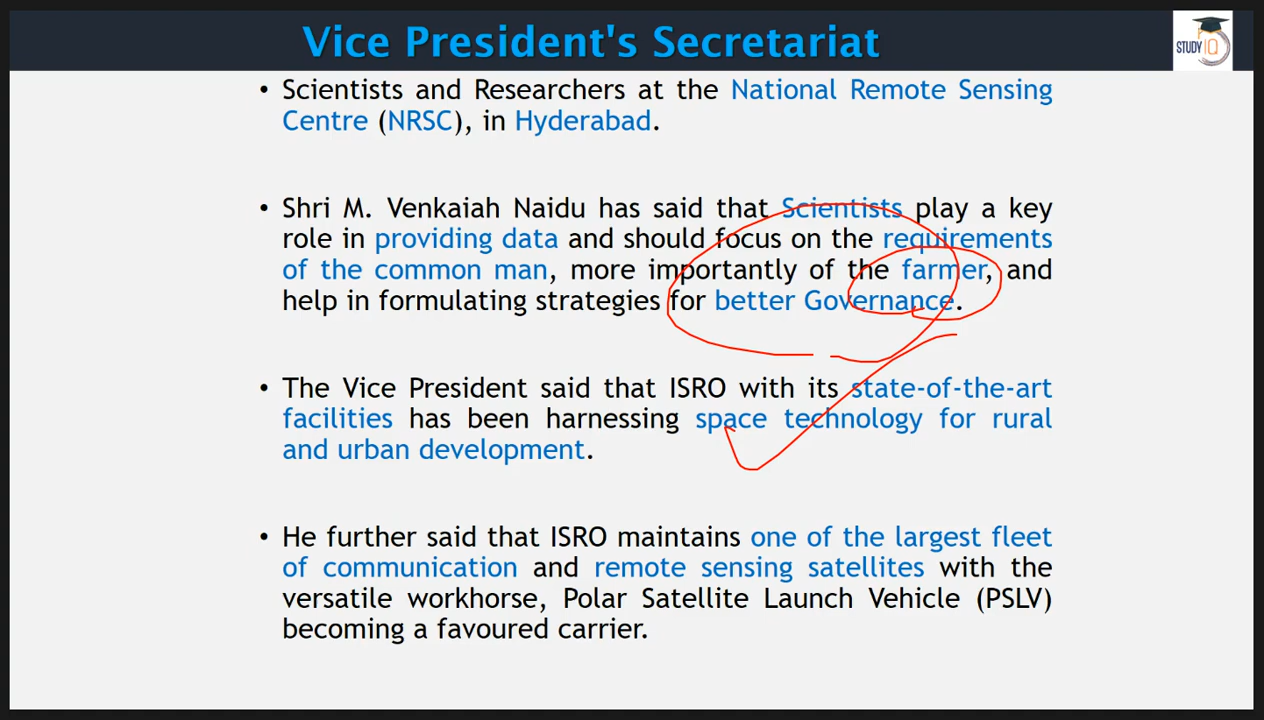 Vice President's Secretariat
STUDY IQ
• Scientists and Researchers at the National Remote Sensing
Centre (NRSC), in Hyderabad.
• Shri M. Venkaiah Naidu has said that Scientists play a key
role in providing data and should focus on the requirements
of the common man, more importantly of the farmer, and
help in formulating strategies for better Governance.
• The Vice President said that ISRO with its state-of-the-art
facilities has been harnessing space technology for rural
and urban development.
• He further said that ISRO maintains one of the largest fleet
of communication and remote sensing satellites with the
versatile workhorse, Polar Satellite Launch Vehicle (PSLV)
becoming a favoured carrier.